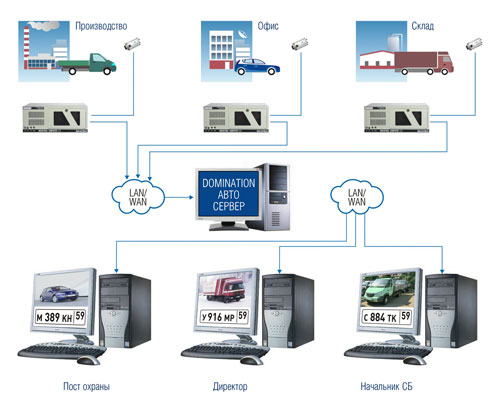 Производство
Офис
Склад
LAN/
WAN
DOMINATION
АВТО
СЕРВЕР
LAN/
WAN
М 389 КН 59
У 916 МР 59
С 884 ТК 59
Пост охраны
Директор
Начальник СБ